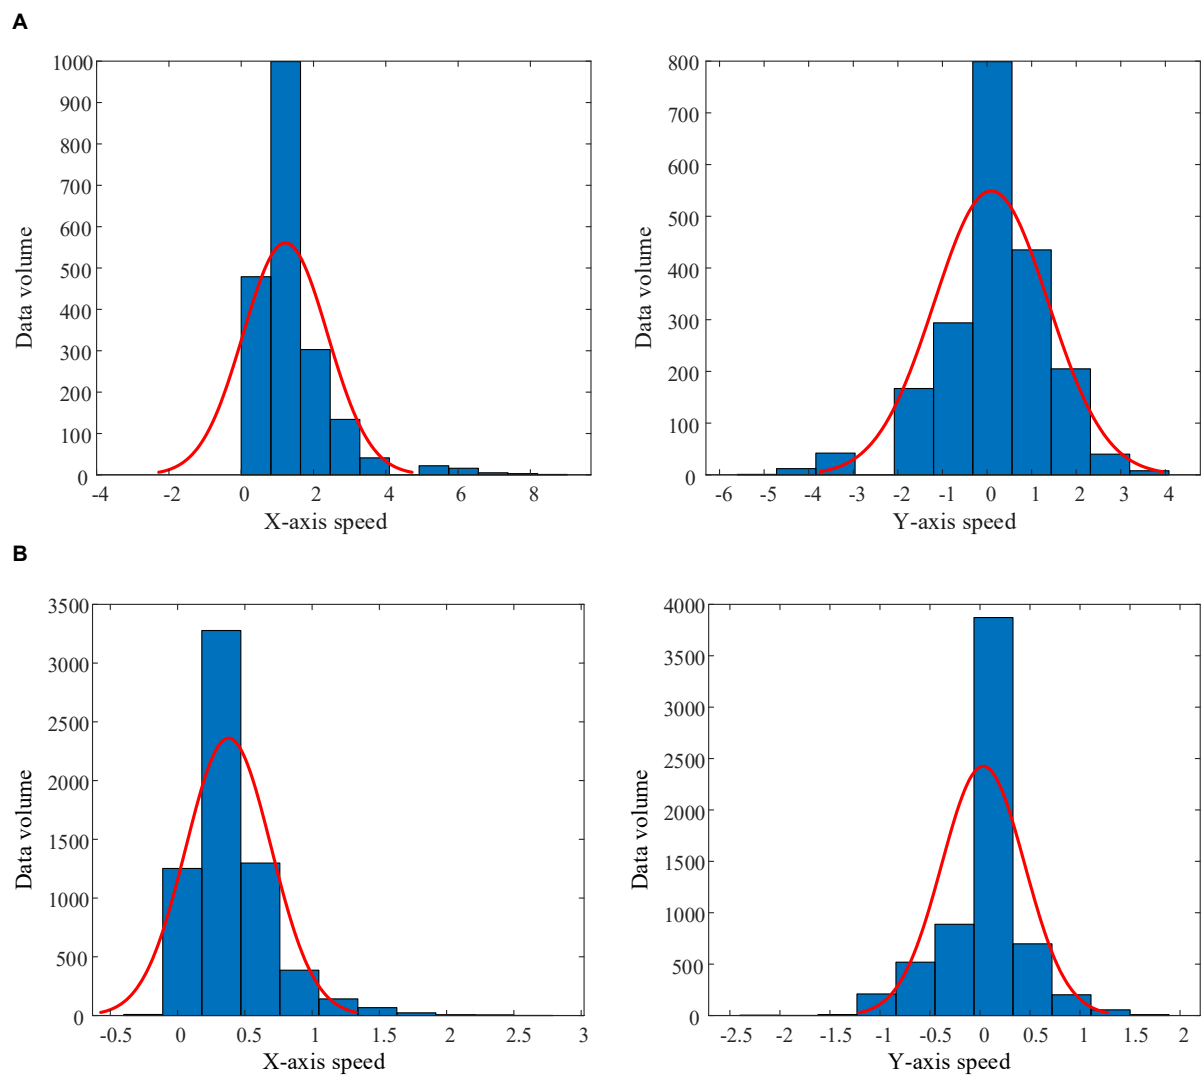 A
1000
900
800
700
600
500
400
300
200
100
0
Data volume
-4 -2 0 2 4 6 8
X-axis speed
800
700
600
500
400
300
200
100
0
Data volume
-6 -5 -4 -3 -2 -1 0 1 2 3 4
Y-axis speed
B
3500
3000
2500
2000
1500
1000
500
0
Data volume
-0.5 0 0.5 1 1.5 2 2.5 3
X-axis speed
4000
3500
3000
2500
2000
1500
1000
500
0
Data volume
-2.5 -2 -1.5 -1 -0.5 0 0.5 1 1.5 2
Y-axis speed